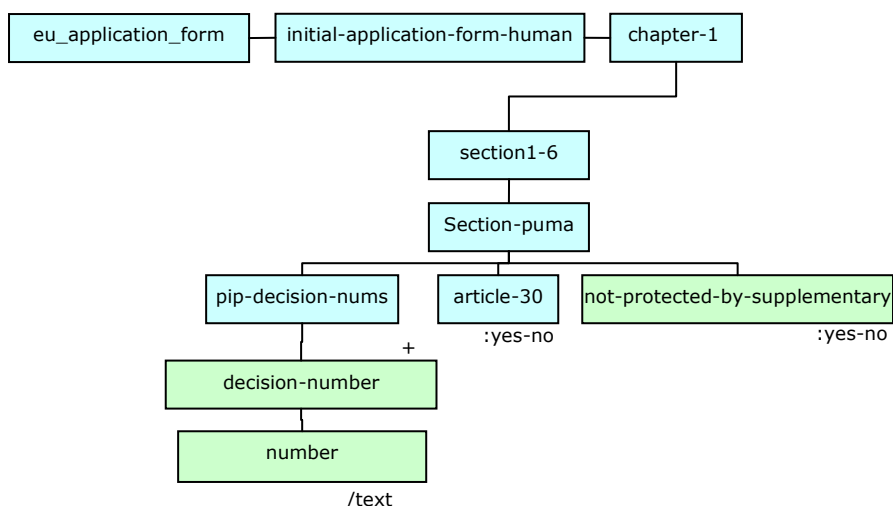 eu_application_form
initial-application-form-human
chapter-1
section1-6
Section-puma
pip-decision-nums
article-30
not-protected-by-supplementary
:yes-no
:yes-no
+
decision-number
number
/text